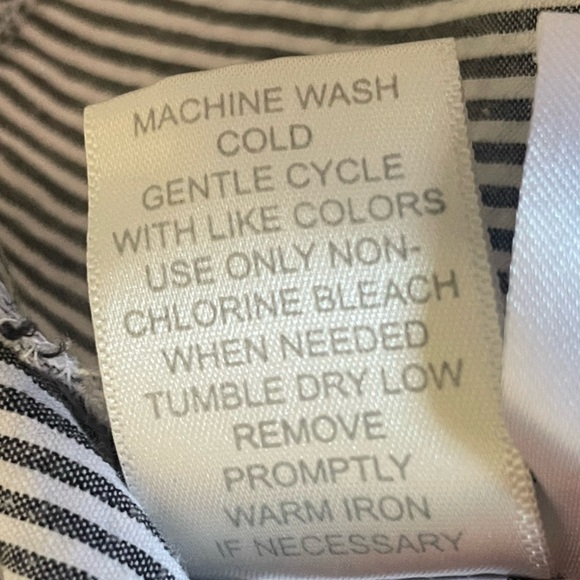 MACHINE WASH
COLD
GENTLE CYCLE
WITH LIKE COLORS
USE ONLY NON-
CHLORINE BLEACH
WHEN NEEDED
TUMBLE DRY LOW
REMOVE
PROMPTLY
WARM IRON
IF NECESSARY